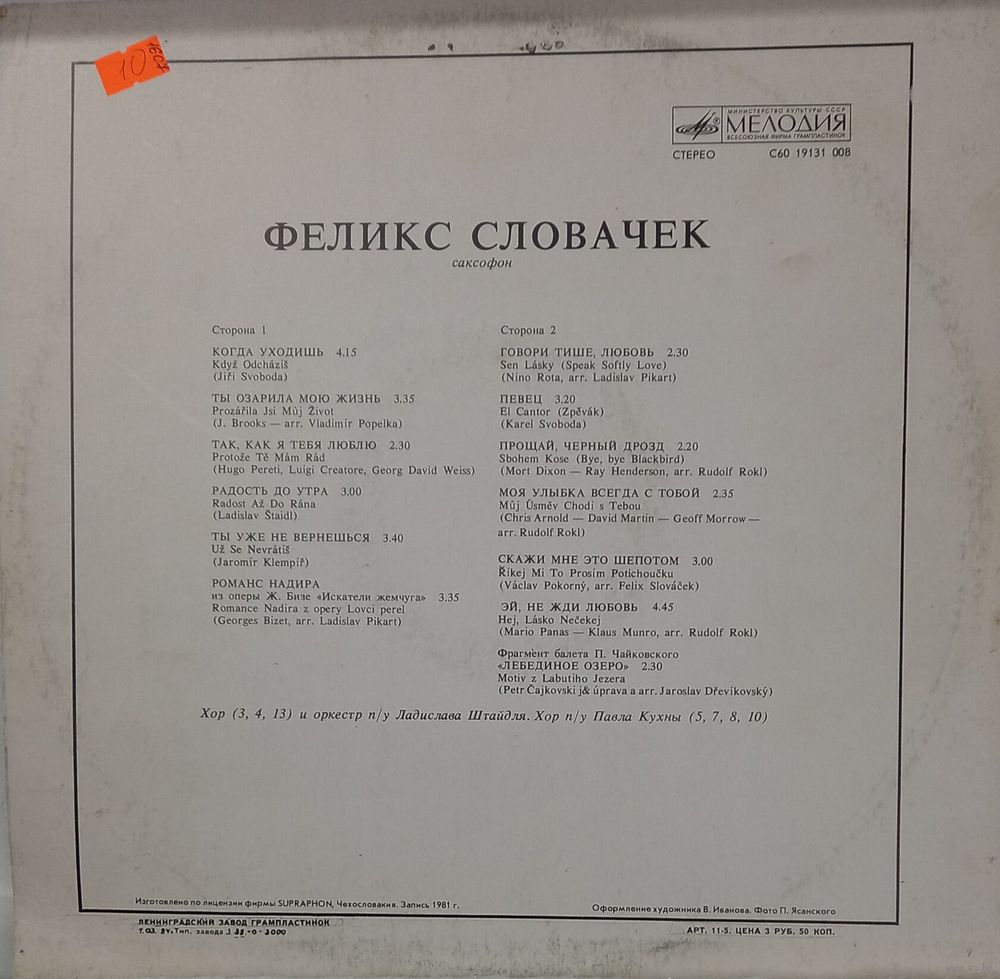 10
МИНИСТЕРСТВО КУЛЬТУРЫ СССР
МЕЛОДИЯ
ВСЕСОЮЗНАЯ ФИРМА ГРАМПЛАСТИНОК
СТЕРЕО С60 19131 008
ФЕЛИКС СЛОВАЧЕК
саксофон
Сторона 1
КОГДА УХОДИШЬ 4.15
Když Odcházíš
(Jiří Svoboda)
ТЫ ОЗАРИЛА МОЮ ЖИЗНЬ 3.35
Prozářila Jsi Můj Život
(J. Brooks — arr. Vladimír Popelka)
ТАК, КАК Я ТЕБЯ ЛЮБЛЮ 2.30
Protože Tě Mám Rád
(Hugo Pereti, Luigi Creatore, Georg David Weiss)
РАДОСТЬ ДО УТРА 3.00
Radost Až Do Rána
(Ladislav Štaidl)
ТЫ УЖЕ НЕ ВЕРНЕШЬСЯ 3.40
Už Se Nevrátíš
(Jaromír Klempíř)
РОМАНС НАДИРА
из оперы Ж. Бизе «Искатели жемчуга» 3.35
Romance Nadira z opery Lovci perel
(Georges Bizet, arr. Ladislav Pikart)
Сторона 2
ГОВОРИ ТИШЕ, ЛЮБОВЬ 2.30
Sen Lásky (Speak Softly Love)
(Nino Rota, arr. Ladislav Pikart)
ПЕВЕЦ 3.20
El Cantor (Zpěvák)
(Karel Svoboda)
ПРОЩАЙ, ЧЕРНЫЙ ДРОЗД 2.20
Sbohem Kose (Bye, bye Blackbird)
(Mort Dixon — Ray Henderson, arr. Rudolf Rokl)
МОЯ УЛЫБКА ВСЕГДА С ТОБОЙ 2.35
Můj Úsměv Chodí s Tebou
(Chris Arnold — David Martin — Geoff Morrow —
arr. Rudolf Rokl)
СКАЖИ МНЕ ЭТО ШЕПОТОМ 3.00
Říkej Mi To Prosím Potichoučku
(Václav Pokorný, arr. Felix Slováček)
ЭЙ, НЕ ЖДИ ЛЮБОВЬ 4.45
Hej, Lásko Nečekej
(Mario Panas — Klaus Munro, arr. Rudolf Rokl)
Фрагмент балета П. Чайковского
«ЛЕБЕДИНОЕ ОЗЕРО» 2.30
Motiv z Labutího Jezera
(Petr Čajkovski j& úprava a arr. Jaroslav Dřevíkovský)
Хор (3, 4, 13) и оркестр п/у Ладислава Штайдля. Хор п/у Павла Кухны (5, 7, 8, 10)
Изготовлено по лицензии фирмы SUPRAPHON, Чехословакия. Запись 1981 г.
Оформление художника В. Иванова. Фото П. Ясанского
ЛЕНИНГРАДСКИЙ ЗАВОД ГРАМПЛАСТИНОК
Тип. завода
АРТ. 11-5. ЦЕНА 3 РУБ. 50 КОП.